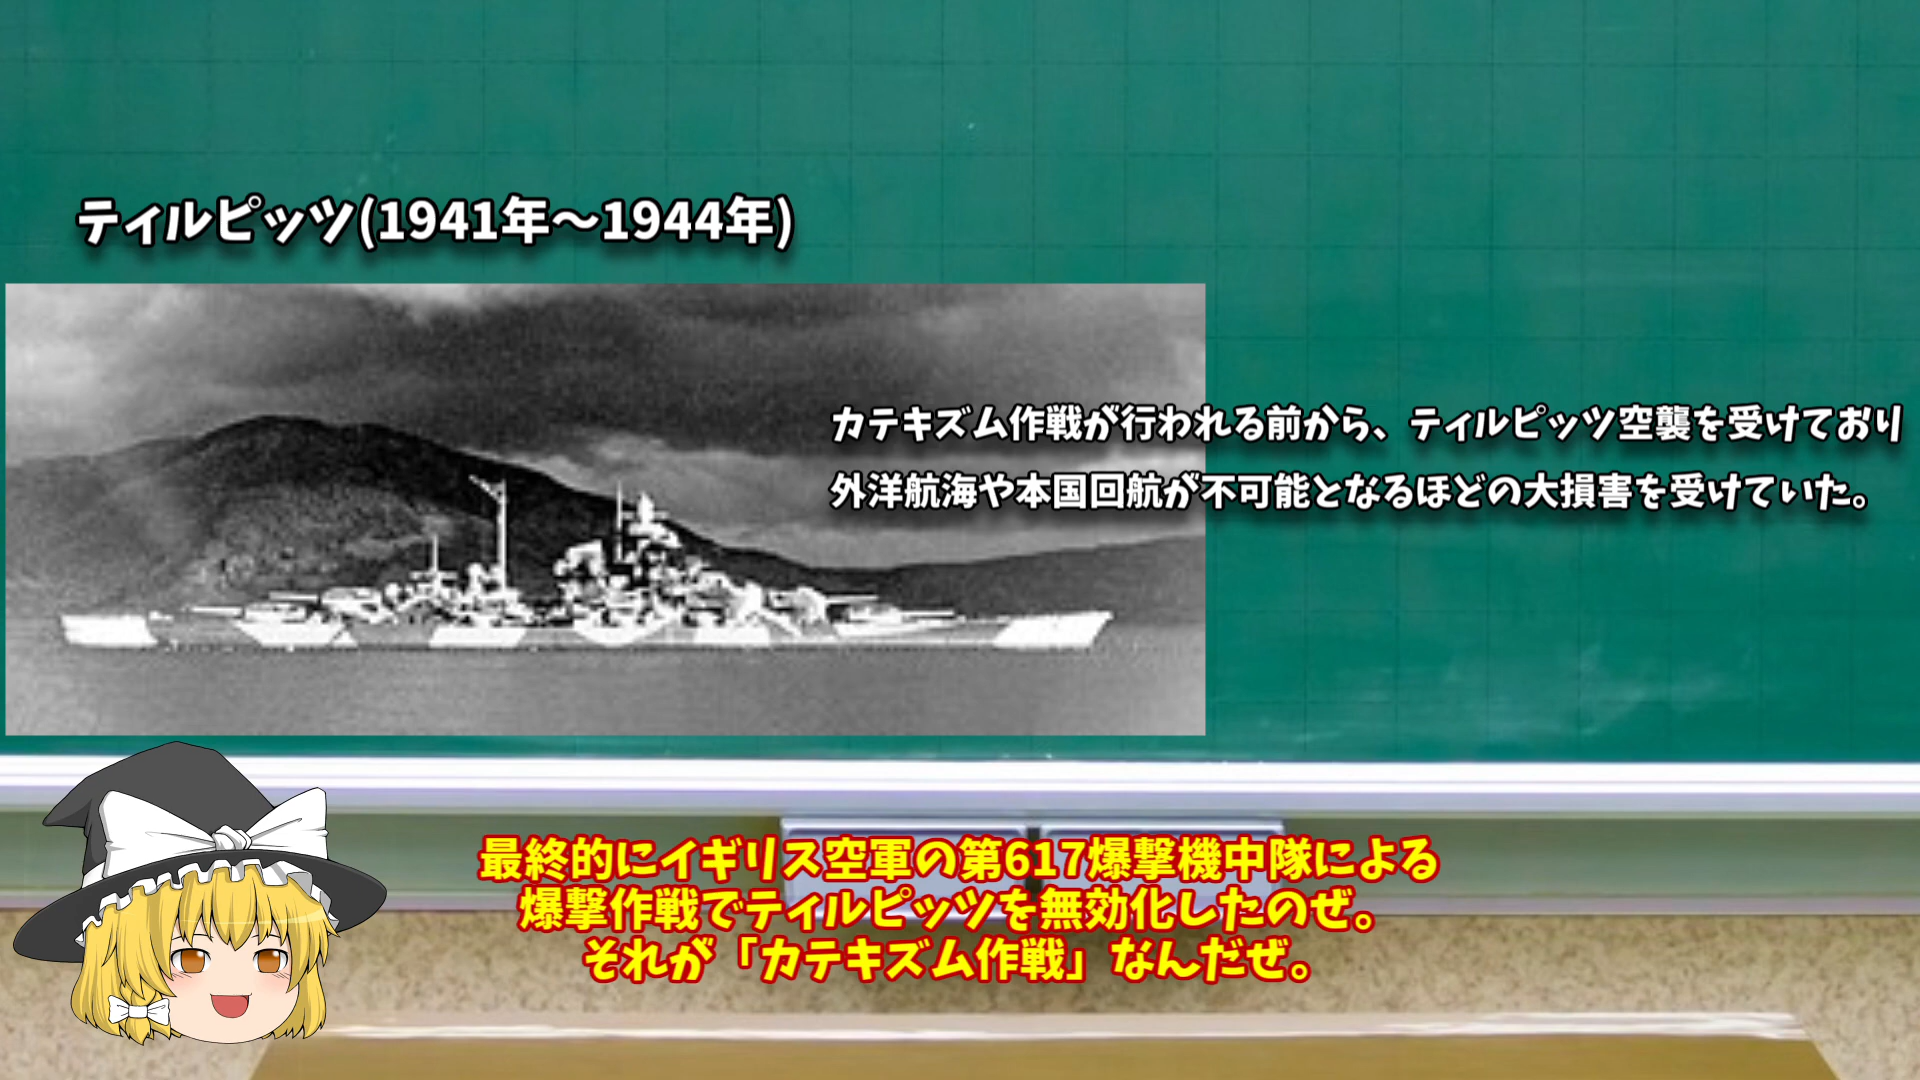 ティルピッツ(1941年～1944年)
カテキズム作戦が行われる前から、ティルピッツ空襲を受けており
外洋航海や本国回航が不可能となるほどの大損害を受けていた。
最終的にイギリス空軍の第617爆撃機中隊による
爆撃作戦でティルピッツを無効化したのぜ。
それが「カテキズム作戦」なんだぜ。